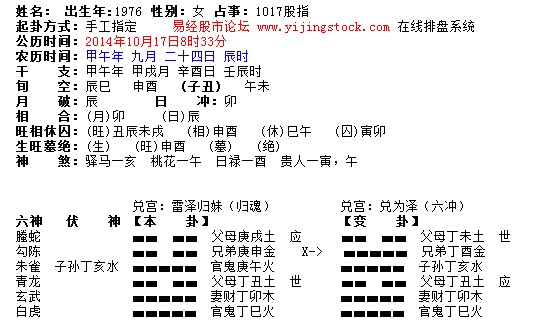 姓名: 出生年:1976 性别: 女 占事: 1017股指
起卦方式: 手工指定 易经股市论坛 www.yijingstock.com 在线排盘系统
公历时间: 2014年10月17日8时33分
农历时间: 甲午年 九月 二十四日 辰时
干 支: 甲午年 甲戌月 辛酉日 壬辰时
旬 空: 辰巳 申酉 (子丑) 午未
月 破: 辰 日 冲: 卯
相 合: (月)卯 (日)辰
旺相休囚: (旺)丑辰未戌 (相)申酉 (休)巳午 (囚)寅卯
生旺墓绝: (生) (旺)申酉 (墓) (绝)
神 煞: 驿马—亥 桃花—午 日禄—酉 贵人—寅,午
兑宫: 雷泽归妹 (归魂) 兑宫: 兑为泽 (六冲)
六神 伏 神 【本 卦】 【变 卦】
螣蛇 父母庚戌土 应 父母丁未土 世
勾陈 兄弟庚申金 X-> 兄弟丁酉金
朱雀 子孙丁亥水 官鬼庚午火 子孙丁亥水
青龙 父母丁丑土 世 父母丁丑土 应
玄武 妻财丁卯木 妻财丁卯木
白虎 官鬼丁巳火 官鬼丁巳火